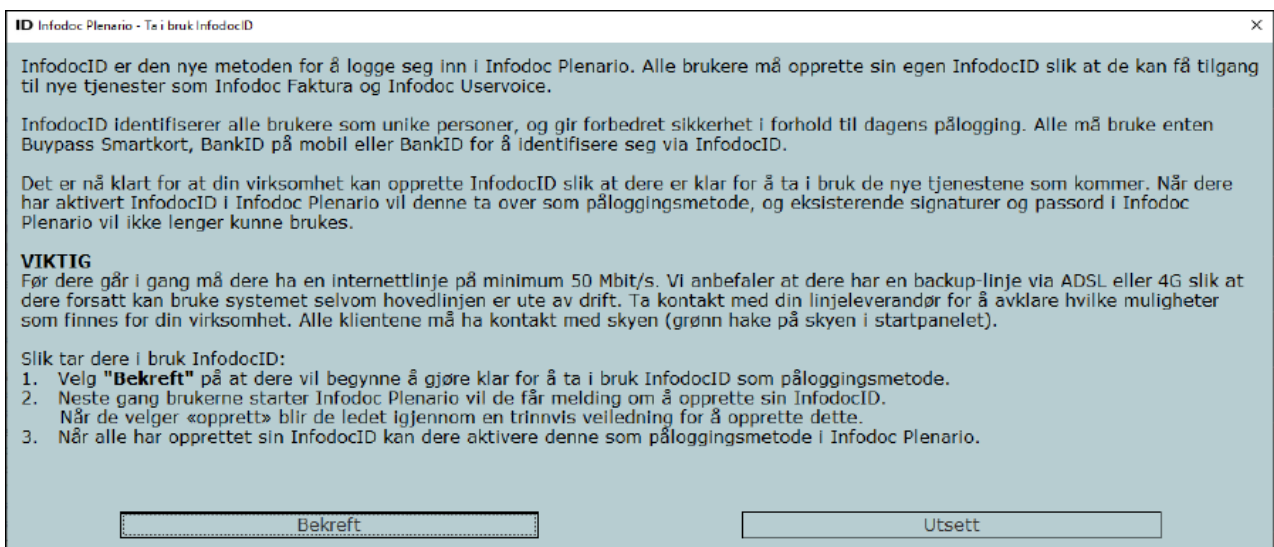 ID Infodoc Plenario - Ta i bruk InfodocID
InfodocID er den nye metoden for å logge seg inn i Infodoc Plenario. Alle brukere må opprette sin egen InfodocID slik at de kan få tilgang
til nye tjenester som Infodoc Faktura og Infodoc Uservoice.
InfodocID identifiserer alle brukere som unike personer, og gir forbedret sikkerhet i forhold til dagens pålogging. Alle må bruke enten
Buypass Smartkort, BankID på mobil eller BankID for å identifisere seg via InfodocID.
Det er nå klart for at din virksomhet kan opprette InfodocID slik at dere er klar for å ta i bruk de nye tjenestene som kommer. Når dere
har aktivert InfodocID i Infodoc Plenario vil denne ta over som påloggingsmetode, og eksisterende signaturer og passord i Infodoc
Plenario vil ikke lenger kunne brukes.
VIKTIG
Før dere går i gang må dere ha en internettlinje på minimum 50 Mbit/s. Vi anbefaler at dere har en backup-linje via ADSL eller 4G slik at
dere forsatt kan bruke systemet selvom hovedlinjen er ute av drift. Ta kontakt med din linjeleverandør for å avklare hvilke muligheter
som finnes for din virksomhet. Alle klientene må ha kontakt med skyen (grønn hake på skyen i startpanelet).
Slik tar dere i bruk InfodocID:
1. Velg "Bekreft" på at dere vil begynne å gjøre klar for å ta i bruk InfodocID som påloggingsmetode.
2. Neste gang brukerne starter Infodoc Plenario vil de får melding om å opprette sin InfodocID.
Når de velger «opprett» blir de ledet igjennom en trinnvis veiledning for å opprette dette.
3. Når alle har opprettet sin InfodocID kan dere aktivere denne som påloggingsmetode i Infodoc Plenario.
Bekreft
Utsett